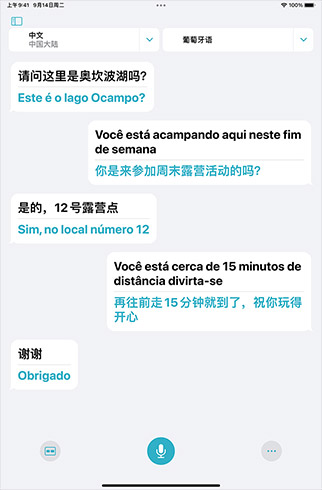 上午9:41 9月14日周二
100%
中文
中国大陆
葡萄牙语
请问这里是奥坎波湖吗?
Este é o lago Ocampo?
Você está acampando aqui neste fim
de semana
你是来参加周末露营活动的吗?
是的，12 号露营点
Sim, no local número 12
Você está cerca de 15 minutos de
distância divirta-se
再往前走 15 分钟就到了，祝你玩得
开心
谢谢
Obrigado